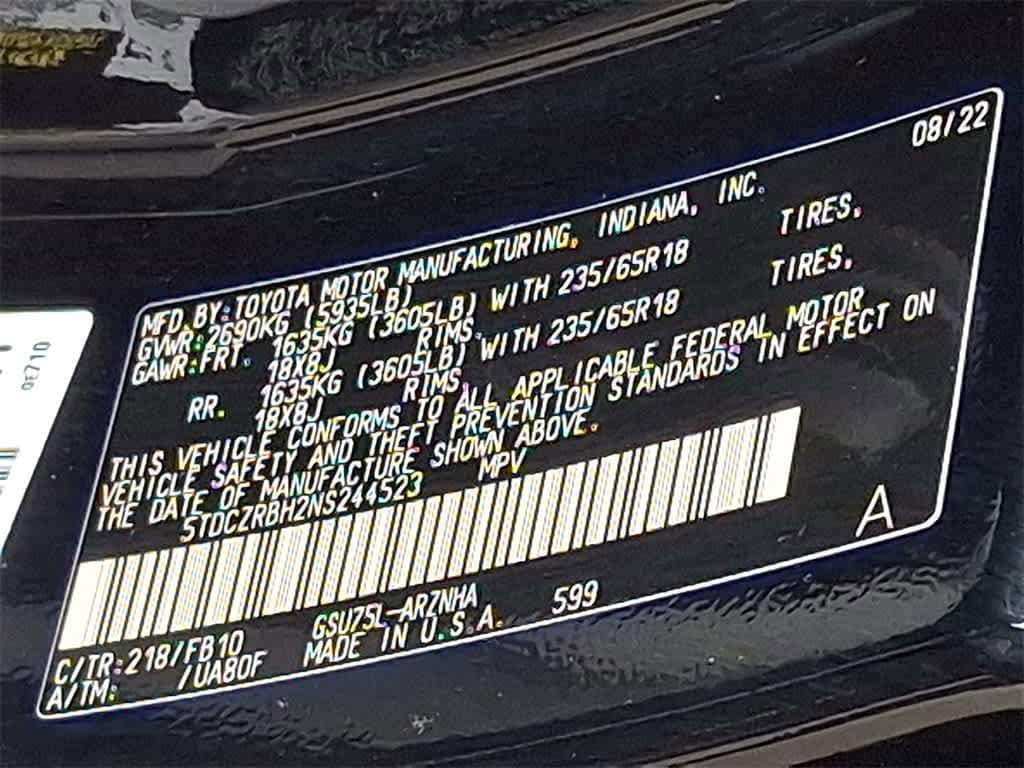 08/22
MFD.BY:TOYOTA MOTOR MANUFACTURING, INDIANA, INC.
GVWR:2690KG (5935LB)
GAWR:FRT. 1635KG (3605LB) WITH 235/65R18 TIRES,
18X8J RIMS.
RR. 1635KG (3605LB) WITH 235/65R18 TIRES,
18X8J RIMS.
THIS VEHICLE CONFORMS TO ALL APPLICABLE FEDERAL MOTOR
VEHICLE SAFETY AND THEFT PREVENTION STANDARDS IN EFFECT ON
THE DATE OF MANUFACTURE SHOWN ABOVE.
5TDCZRBH2NS244523 MPV
A
C/TR:218/FB10 GSU75L-ARZNHA 599
A/TM: /UA80F MADE IN U.S.A.